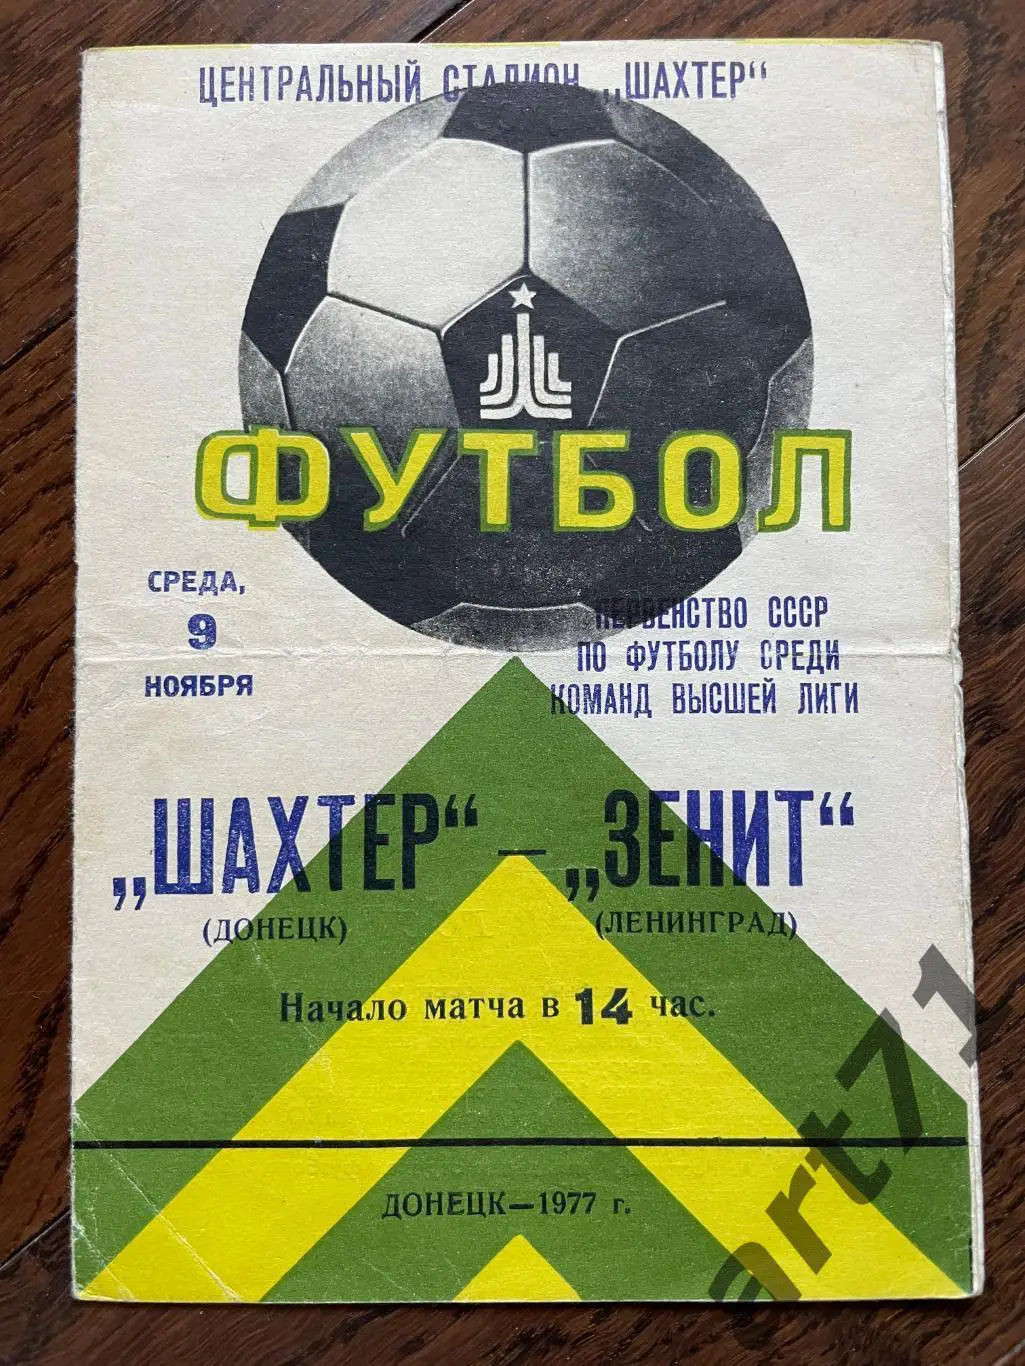 ЦЕНТРАЛЬНЫЙ СТАДИОН „ШАХТЕР“
ФУТБОЛ
СРЕДА,
9
НОЯБРЯ
ПЕРВЕНСТВО СССР
ПО ФУТБОЛУ СРЕДИ
КОМАНД ВЫСШЕЙ ЛИГИ
„ШАХТЕР“ — „ЗЕНИТ“
(ДОНЕЦК) (ЛЕНИНГРАД)
Начало матча в 14 час.
ДОНЕЦК—1977 г.
art71